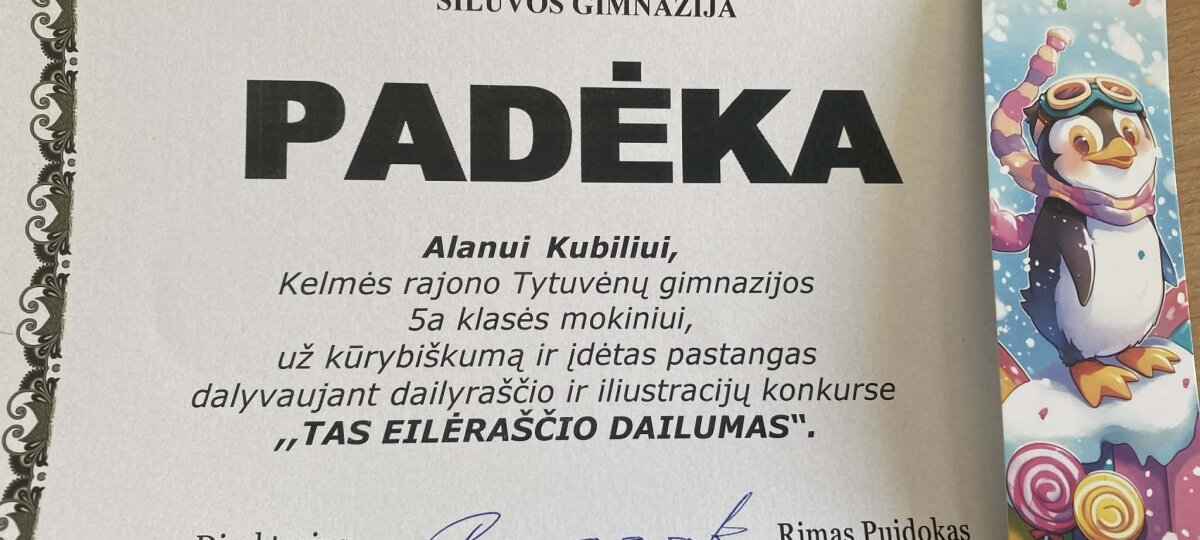 ŠILUVOS GIMNAZIJA
PADĖKA
Alanui Kubiliui,
Kelmės rajono Tytuvėnų gimnazijos
5a klasės mokiniui,
už kūrybiškumą ir įdėtas pastangas
dalyvaujant dailyraščio ir iliustracijų konkurse
,,TAS EILĖRAŠČIO DAILUMAS“.
Rimas Puidokas